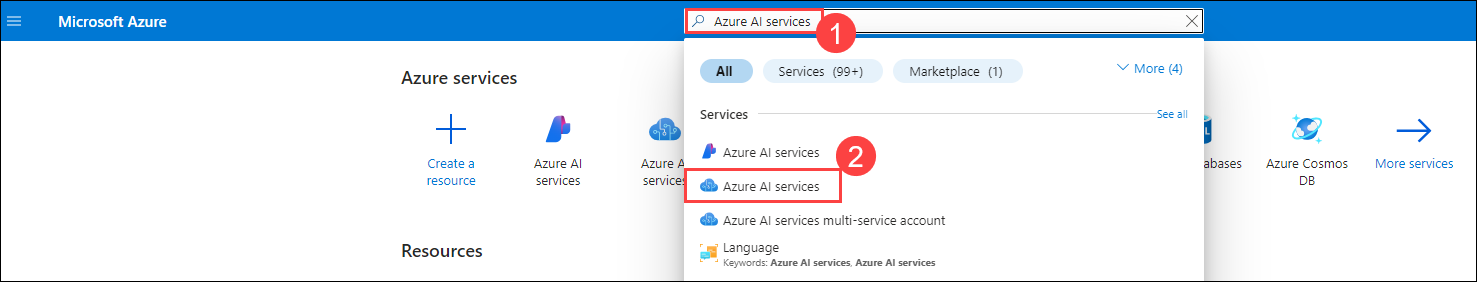 Microsoft Azure
Azure AI services
1
All
Services (99+)
Marketplace (1)
More (4)
Azure services
Services
See all
Create a
resource
Azure AI
services
Azure A
services
Azure AI services
2
Azure AI services
Azure AI services multi-service account
Language
Keywords: Azure AI services, Azure AI services
L
abases
Azure Cosmos
DB
More services
Resources